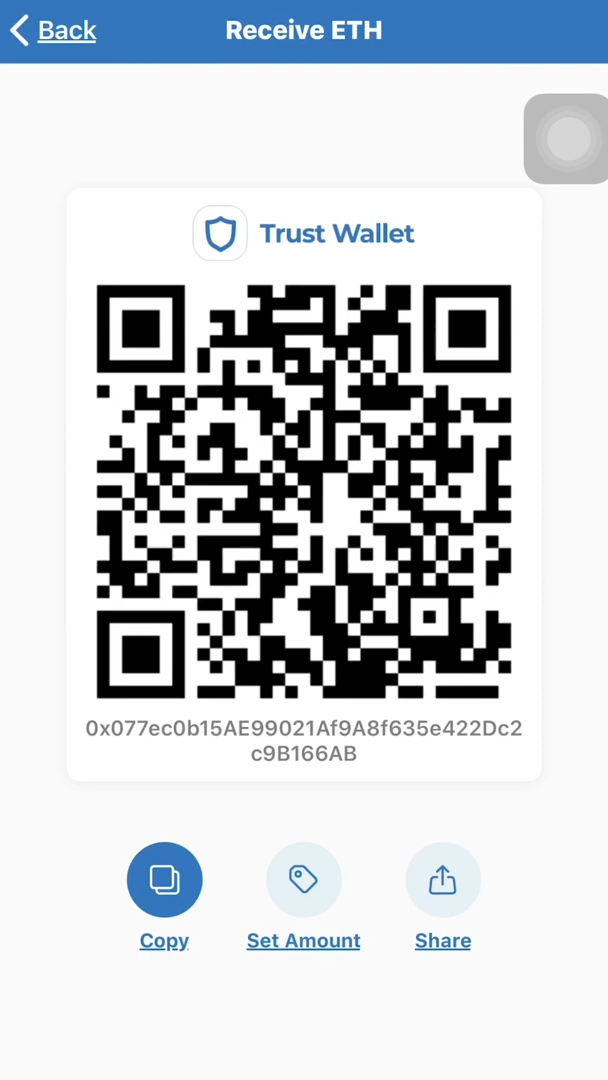 Back
Receive ETH
Trust Wallet
0x077ec0b15AE99021Af9A8f635e422Dc2
c9B166AB
Copy
Set Amount
Share